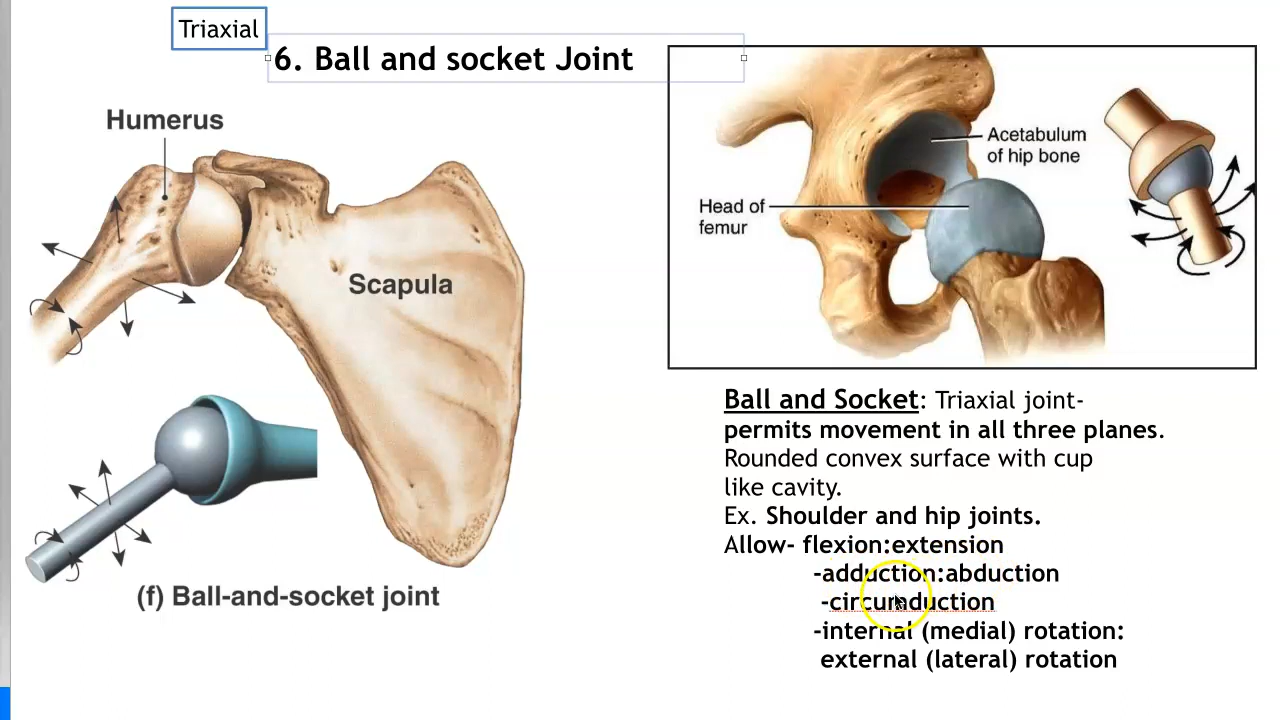 Triaxial
6. Ball and socket Joint
Humerus
Scapula
(f) Ball-and-socket joint
Acetabulum
of hip bone
Head of
femur
Ball and Socket: Triaxial joint-
permits movement in all three planes.
Rounded convex surface with cup
like cavity.
Ex. Shoulder and hip joints.
Allow- flexion:extension
-adduction:abduction
-circumduction
-internal (medial) rotation:
external (lateral) rotation